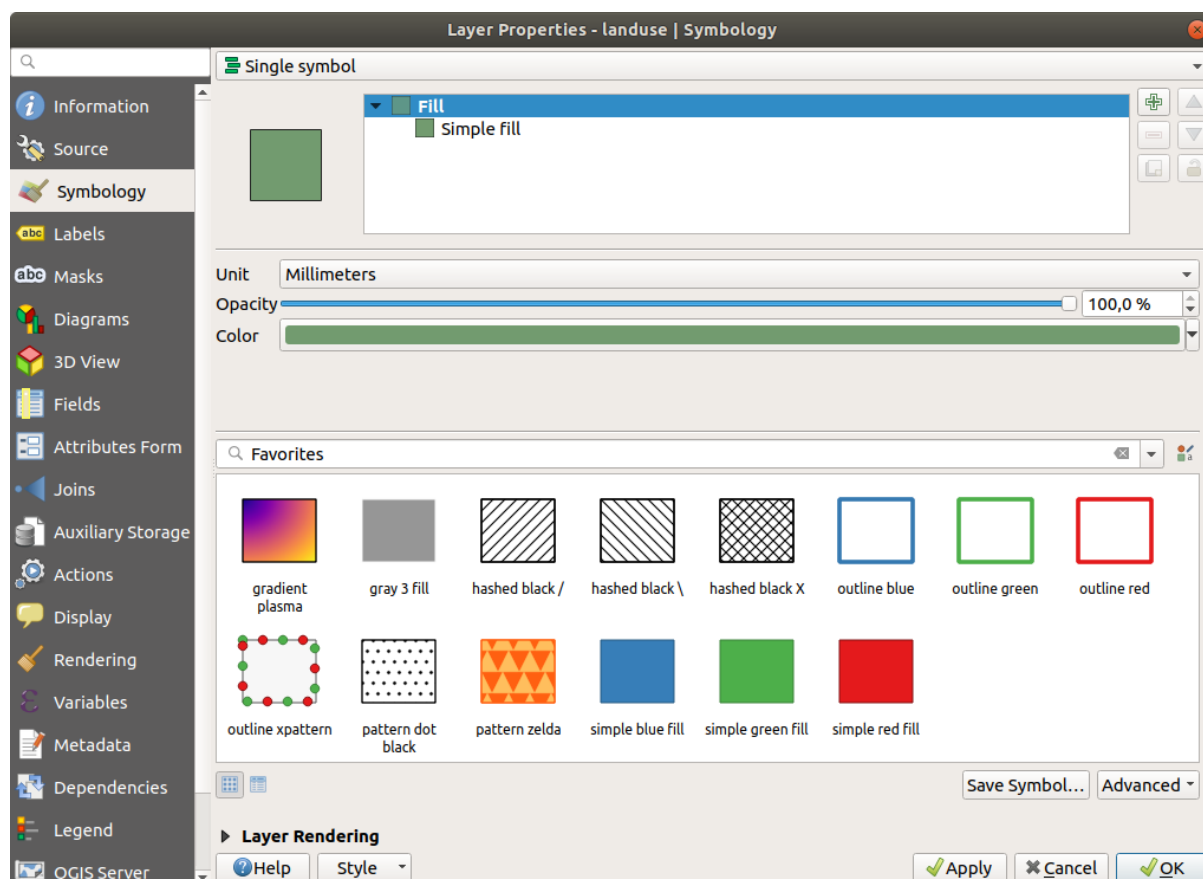 Layer Properties - landuse | Symbology
Single symbol
Information
Source
Symbology
abc Labels
abc Masks
Diagrams
3D View
Fields
Attributes Form
Joins
Auxiliary Storage
Actions
Display
Rendering
Variables
Metadata
Dependencies
Legend
QGIS Server
Fill
Simple fill
Unit Millimeters
Opacity 100,0 %
Color
Favorites
gradient plasma
gray 3 fill
hashed black /
hashed black \
hashed black X
outline blue
outline green
outline red
outline xpattern
pattern dot black
pattern zelda
simple blue fill
simple green fill
simple red fill
Save Symbol...
Advanced
Layer Rendering
Help
Style
Apply
Cancel
OK